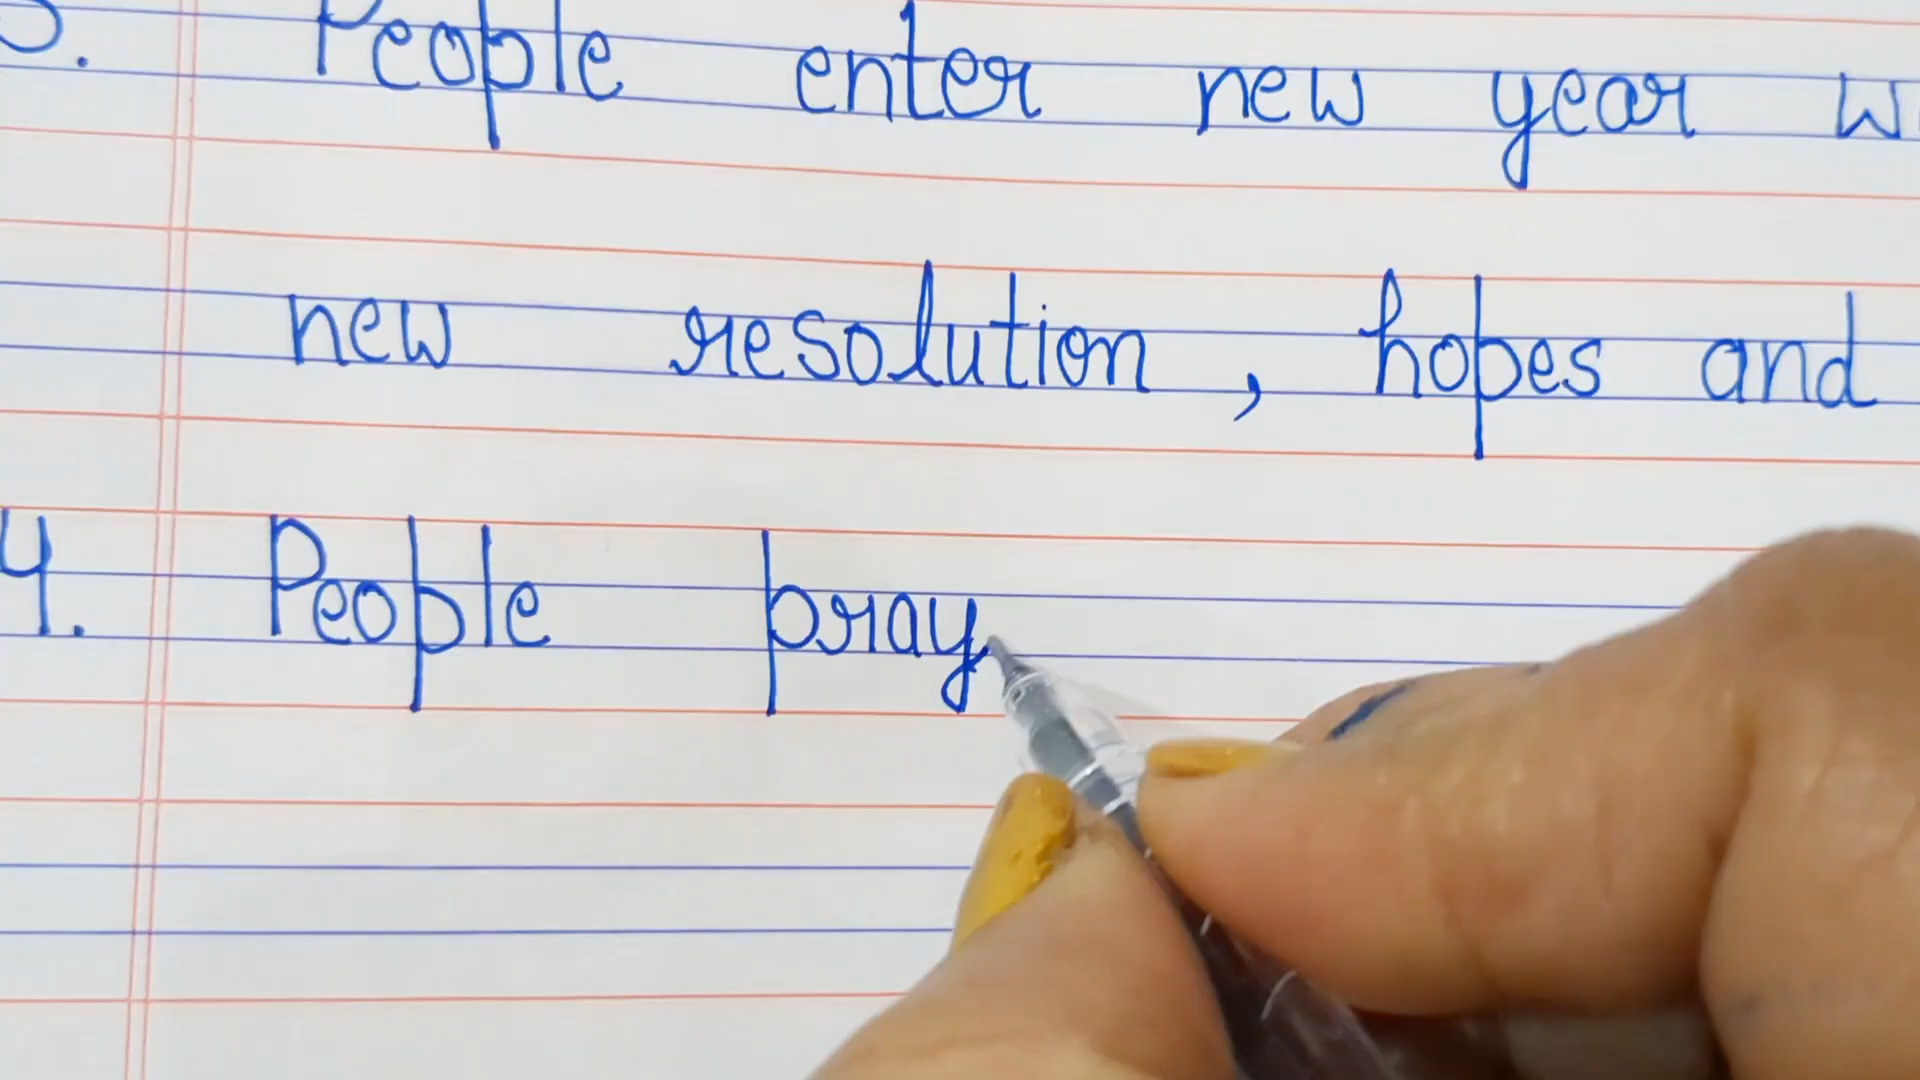 3. People enter new year w
new resolution , hopes and
4. People pray